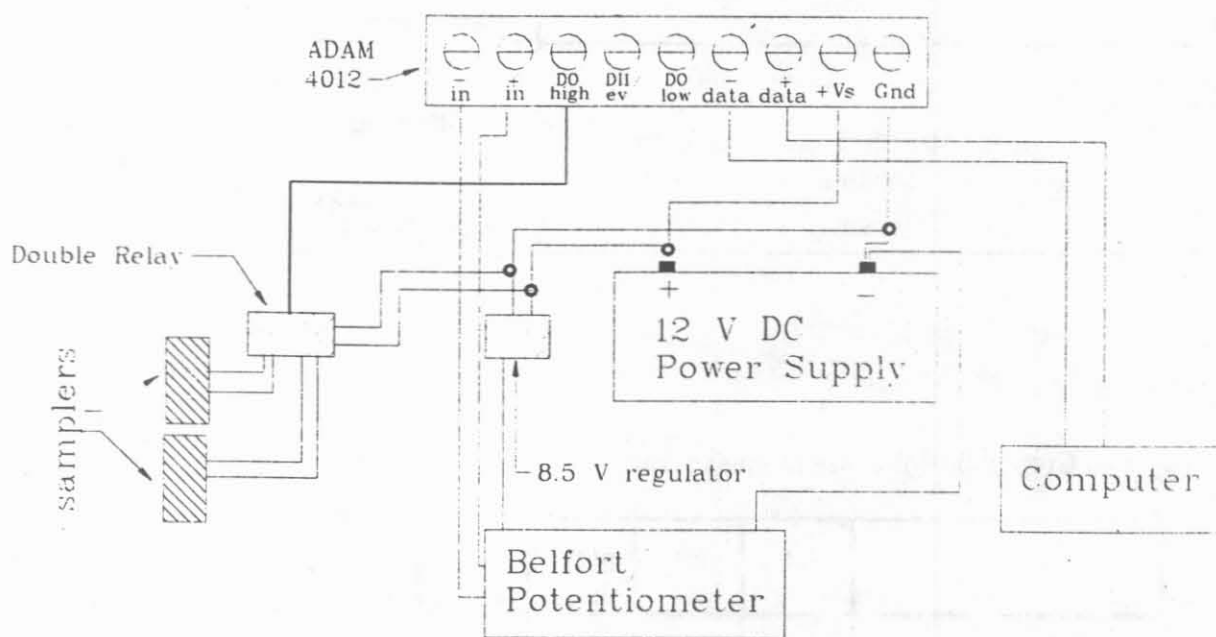 ADAM
4012
− in
+ in
DO high
DII ev
DO low
− data
+ data
+Vs
Gnd
Double Relay
samplers
+
−
12 V DC
Power Supply
8.5 V regulator
Computer
Belfort
Potentiometer